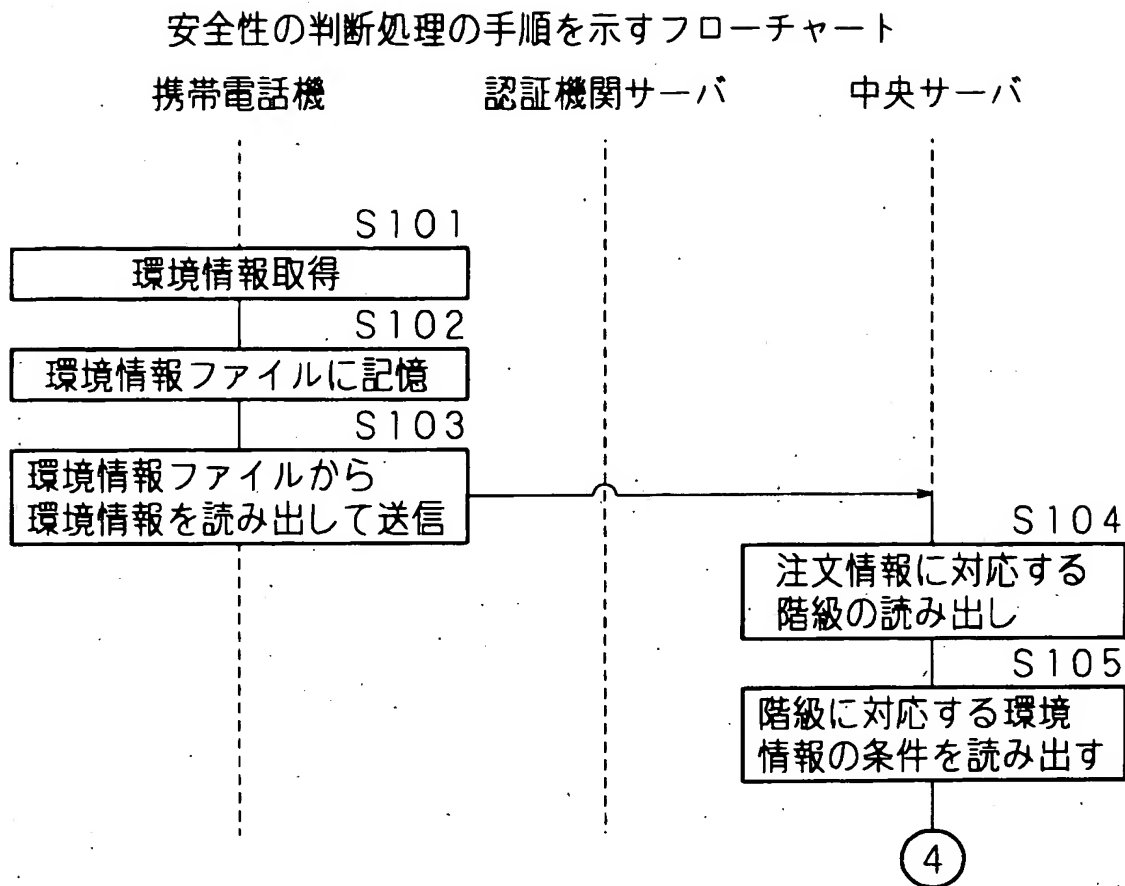 安全性の判断処理の手順を示すフローチャート
携帯電話機 認証機関サーバ 中央サーバ
S101
環境情報取得
S102
環境情報ファイルに記憶
S103
環境情報ファイルから
環境情報を読み出して送信
S104
注文情報に対応する
階級の読み出し
S105
階級に対応する環境
情報の条件を読み出す
4